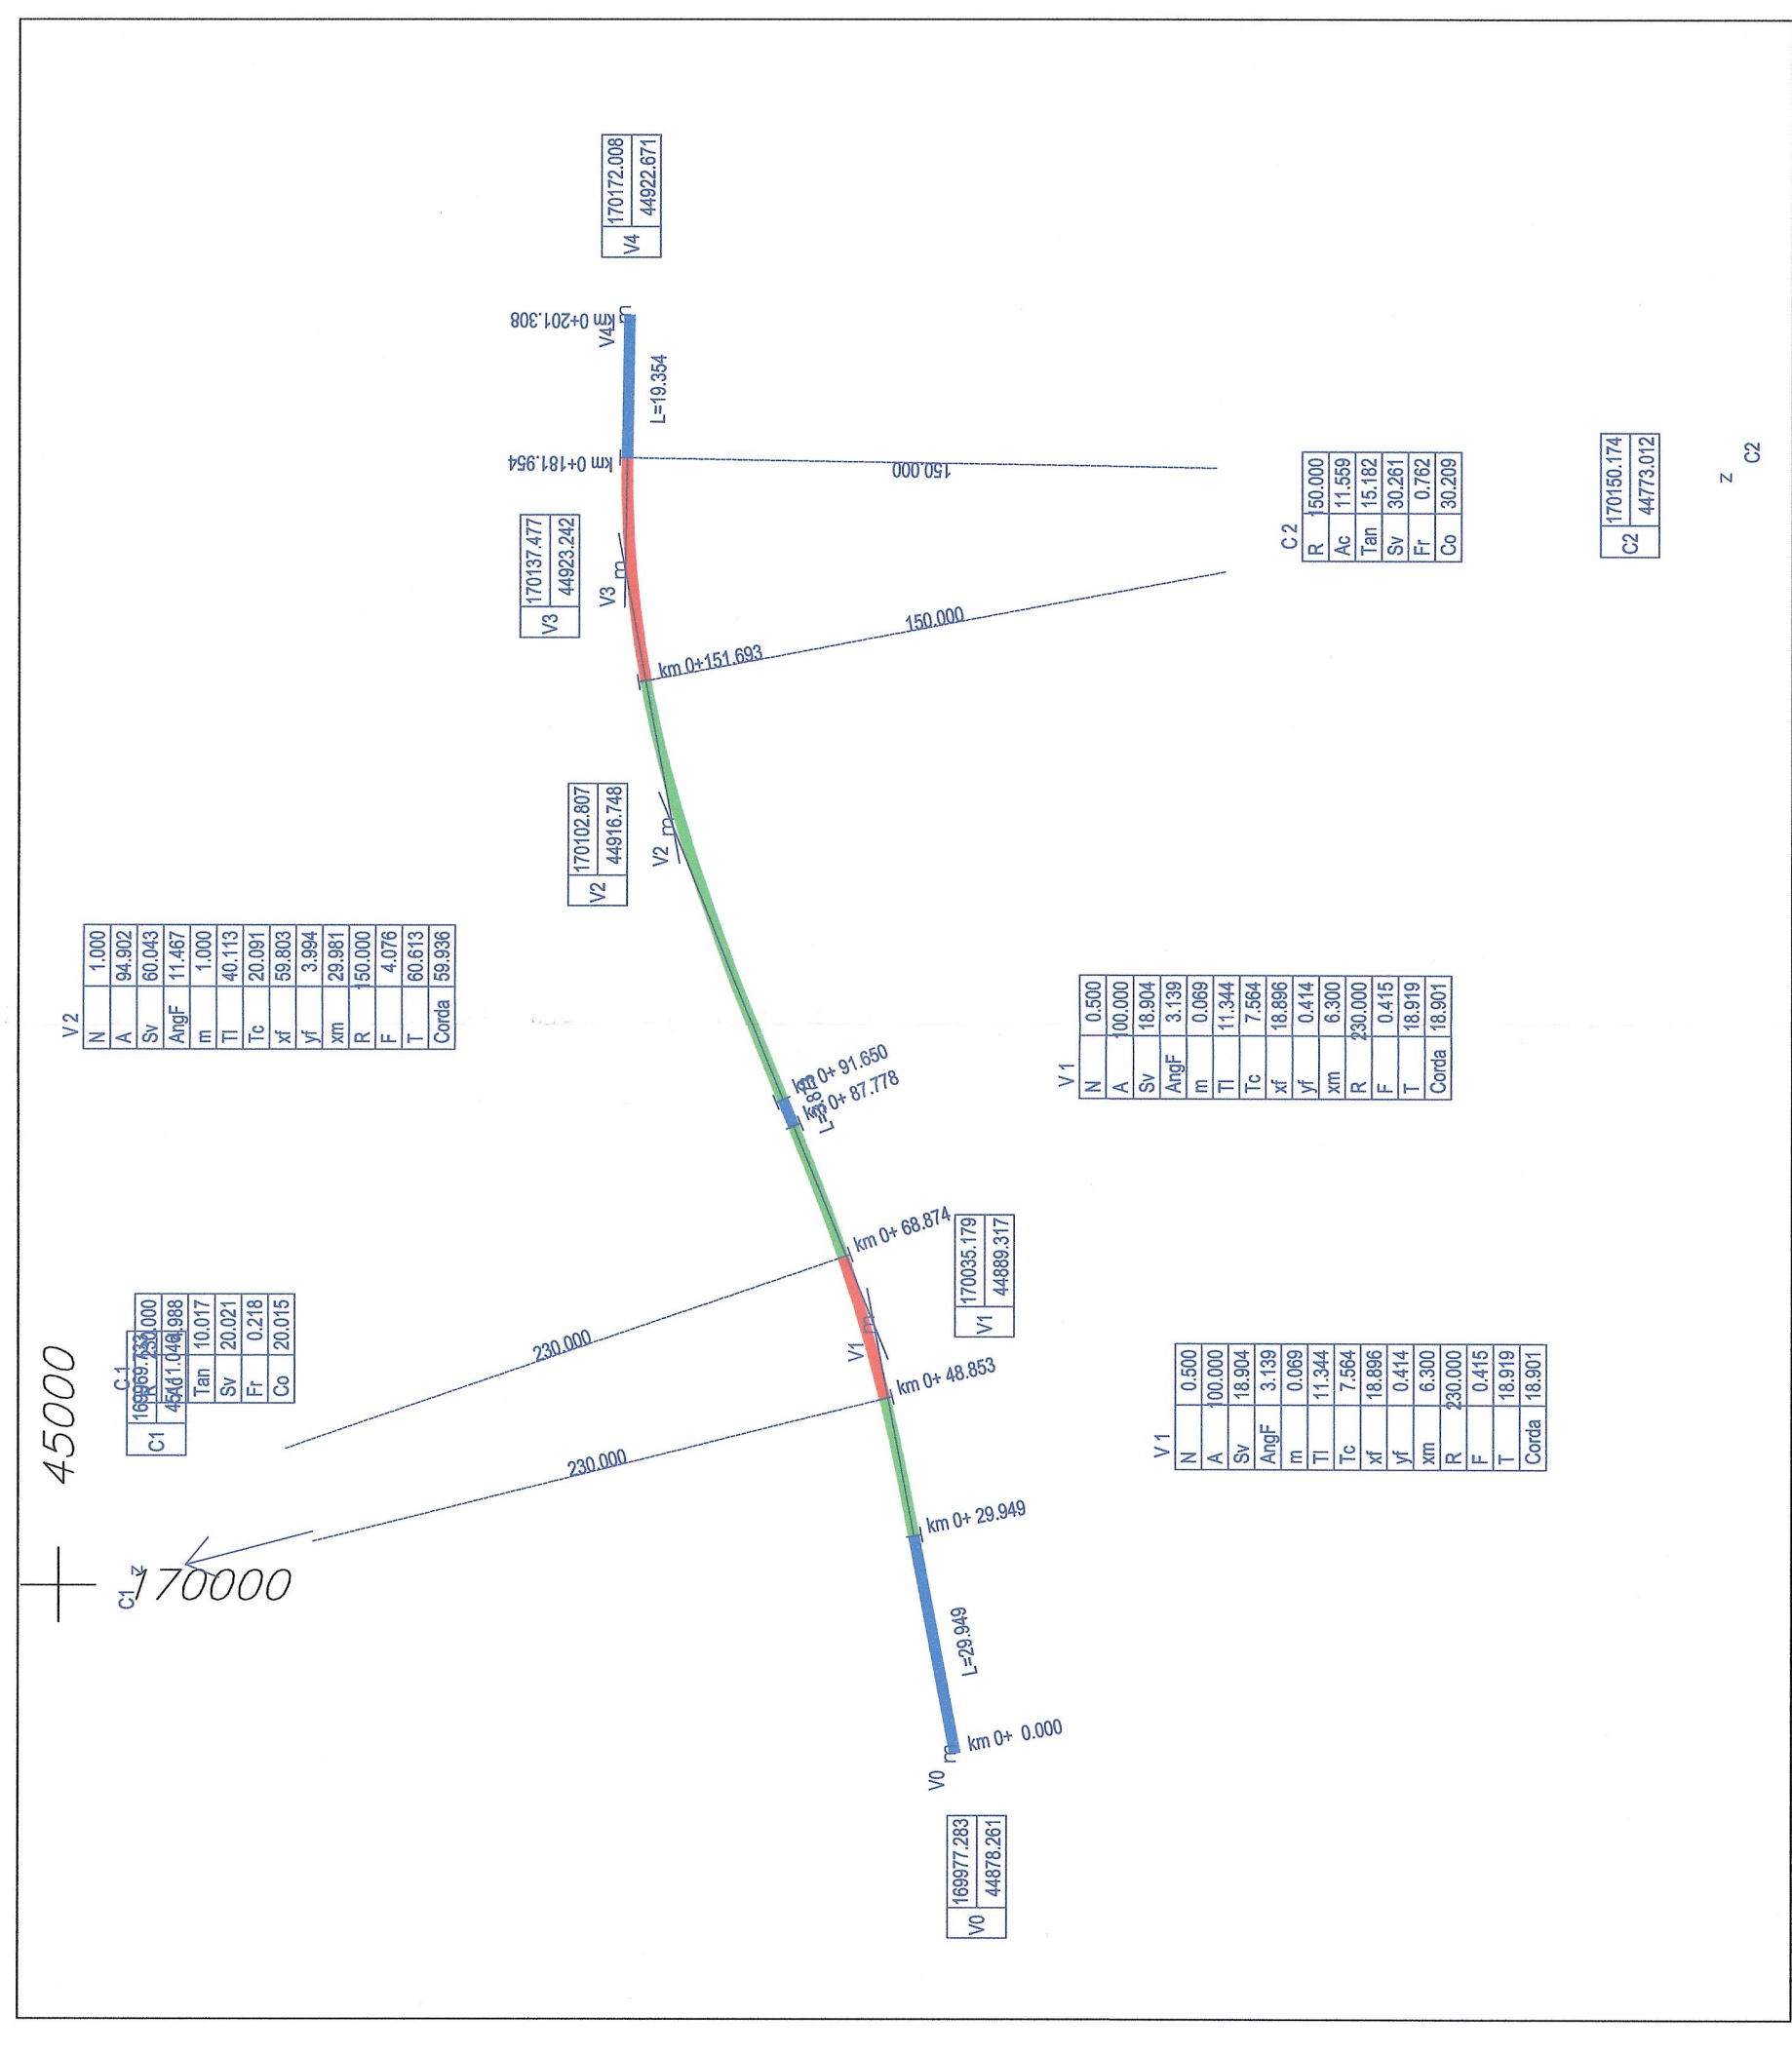 45000
170000
C1 z
C1
C 1
R 230.000
Ac 4.988
Tan 10.017
Sv 20.021
Fr 0.218
Co 20.015
V 2
N 1.000
A 94.902
Sv 60.043
AngF 11.467
m 1.000
Tl 40.113
Tc 20.091
xf 59.803
yf 3.994
xm 29.981
R 150.000
F 4.076
T 60.613
Corda 59.936
V0 169977.283
44878.261
V0 m
km 0+ 0.000
L=29.949
km 0+ 29.949
km 0+ 48.853
230.000
230.000
V1 m
V1 170035.179
44889.317
km 0+ 68.874
km 0+ 87.778
km 0+ 91.650
V2 170102.807
44916.748
V2 m
km 0+151.693
150.000
V3 170137.477
44923.242
V3 m
km 0+181.954
150.000
L=19.354
V4 m
km 0+201.308
V4 170172.008
44922.671
V 1
N 0.500
A 100.000
Sv 18.904
AngF 3.139
m 0.069
Tl 11.344
Tc 7.564
xf 18.896
yf 0.414
xm 6.300
R 230.000
F 0.415
T 18.919
Corda 18.901
V 1
N 0.500
A 100.000
Sv 18.904
AngF 3.139
m 0.069
Tl 11.344
Tc 7.564
xf 18.896
yf 0.414
xm 6.300
R 230.000
F 0.415
T 18.919
Corda 18.901
C 2
R 150.000
Ac 11.559
Tan 15.182
Sv 30.261
Fr 0.762
Co 30.209
C2 170150.174
44773.012
z
C2